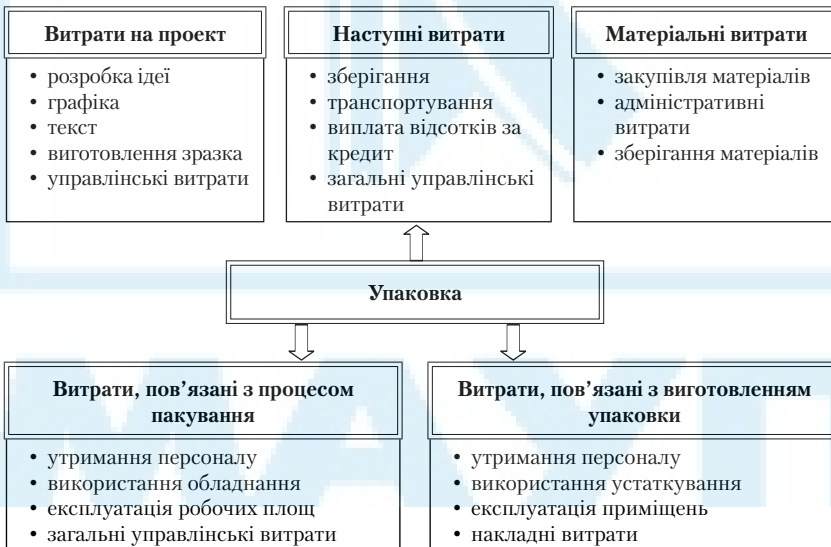 Витрати на проект
• розробка ідеї
• графіка
• текст
• виготовлення зразка
• управлінські витрати
Наступні витрати
• зберігання
• транспортування
• виплата відсотків за
кредит
• загальні управлінські
витрати
Матеріальні витрати
• закупівля матеріалів
• адміністративні
витрати
• зберігання матеріалів
Упаковка
Витрати, пов’язані з процесом
пакування
• утримання персоналу
• використання обладнання
• експлуатація робочих площ
• загальні управлінські витрати
Витрати, пов’язані з виготовленням
упаковки
• утримання персоналу
• використання устаткування
• експлуатація приміщень
• накладні витрати